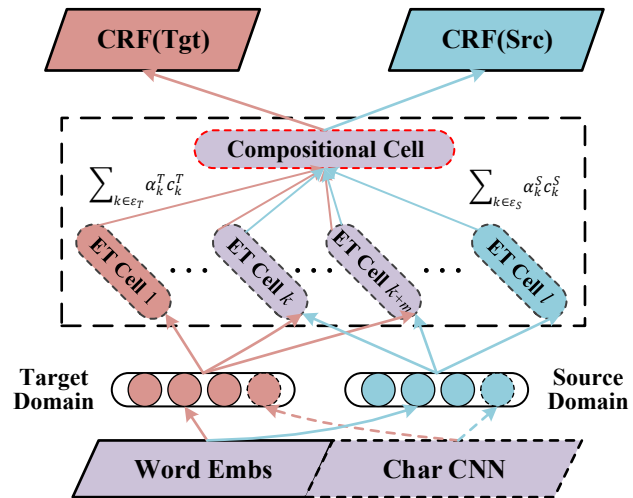 CRF(Tgt)
CRF(Src)
Compositional Cell
∑k∈εT αkT ckT
∑k∈εS αkS ckS
ET Cell 1
· · ·
ET Cell k
· · ·
ET Cell k+m
· · ·
ET Cell l
Target
Domain
Source
Domain
Word Embs
Char CNN